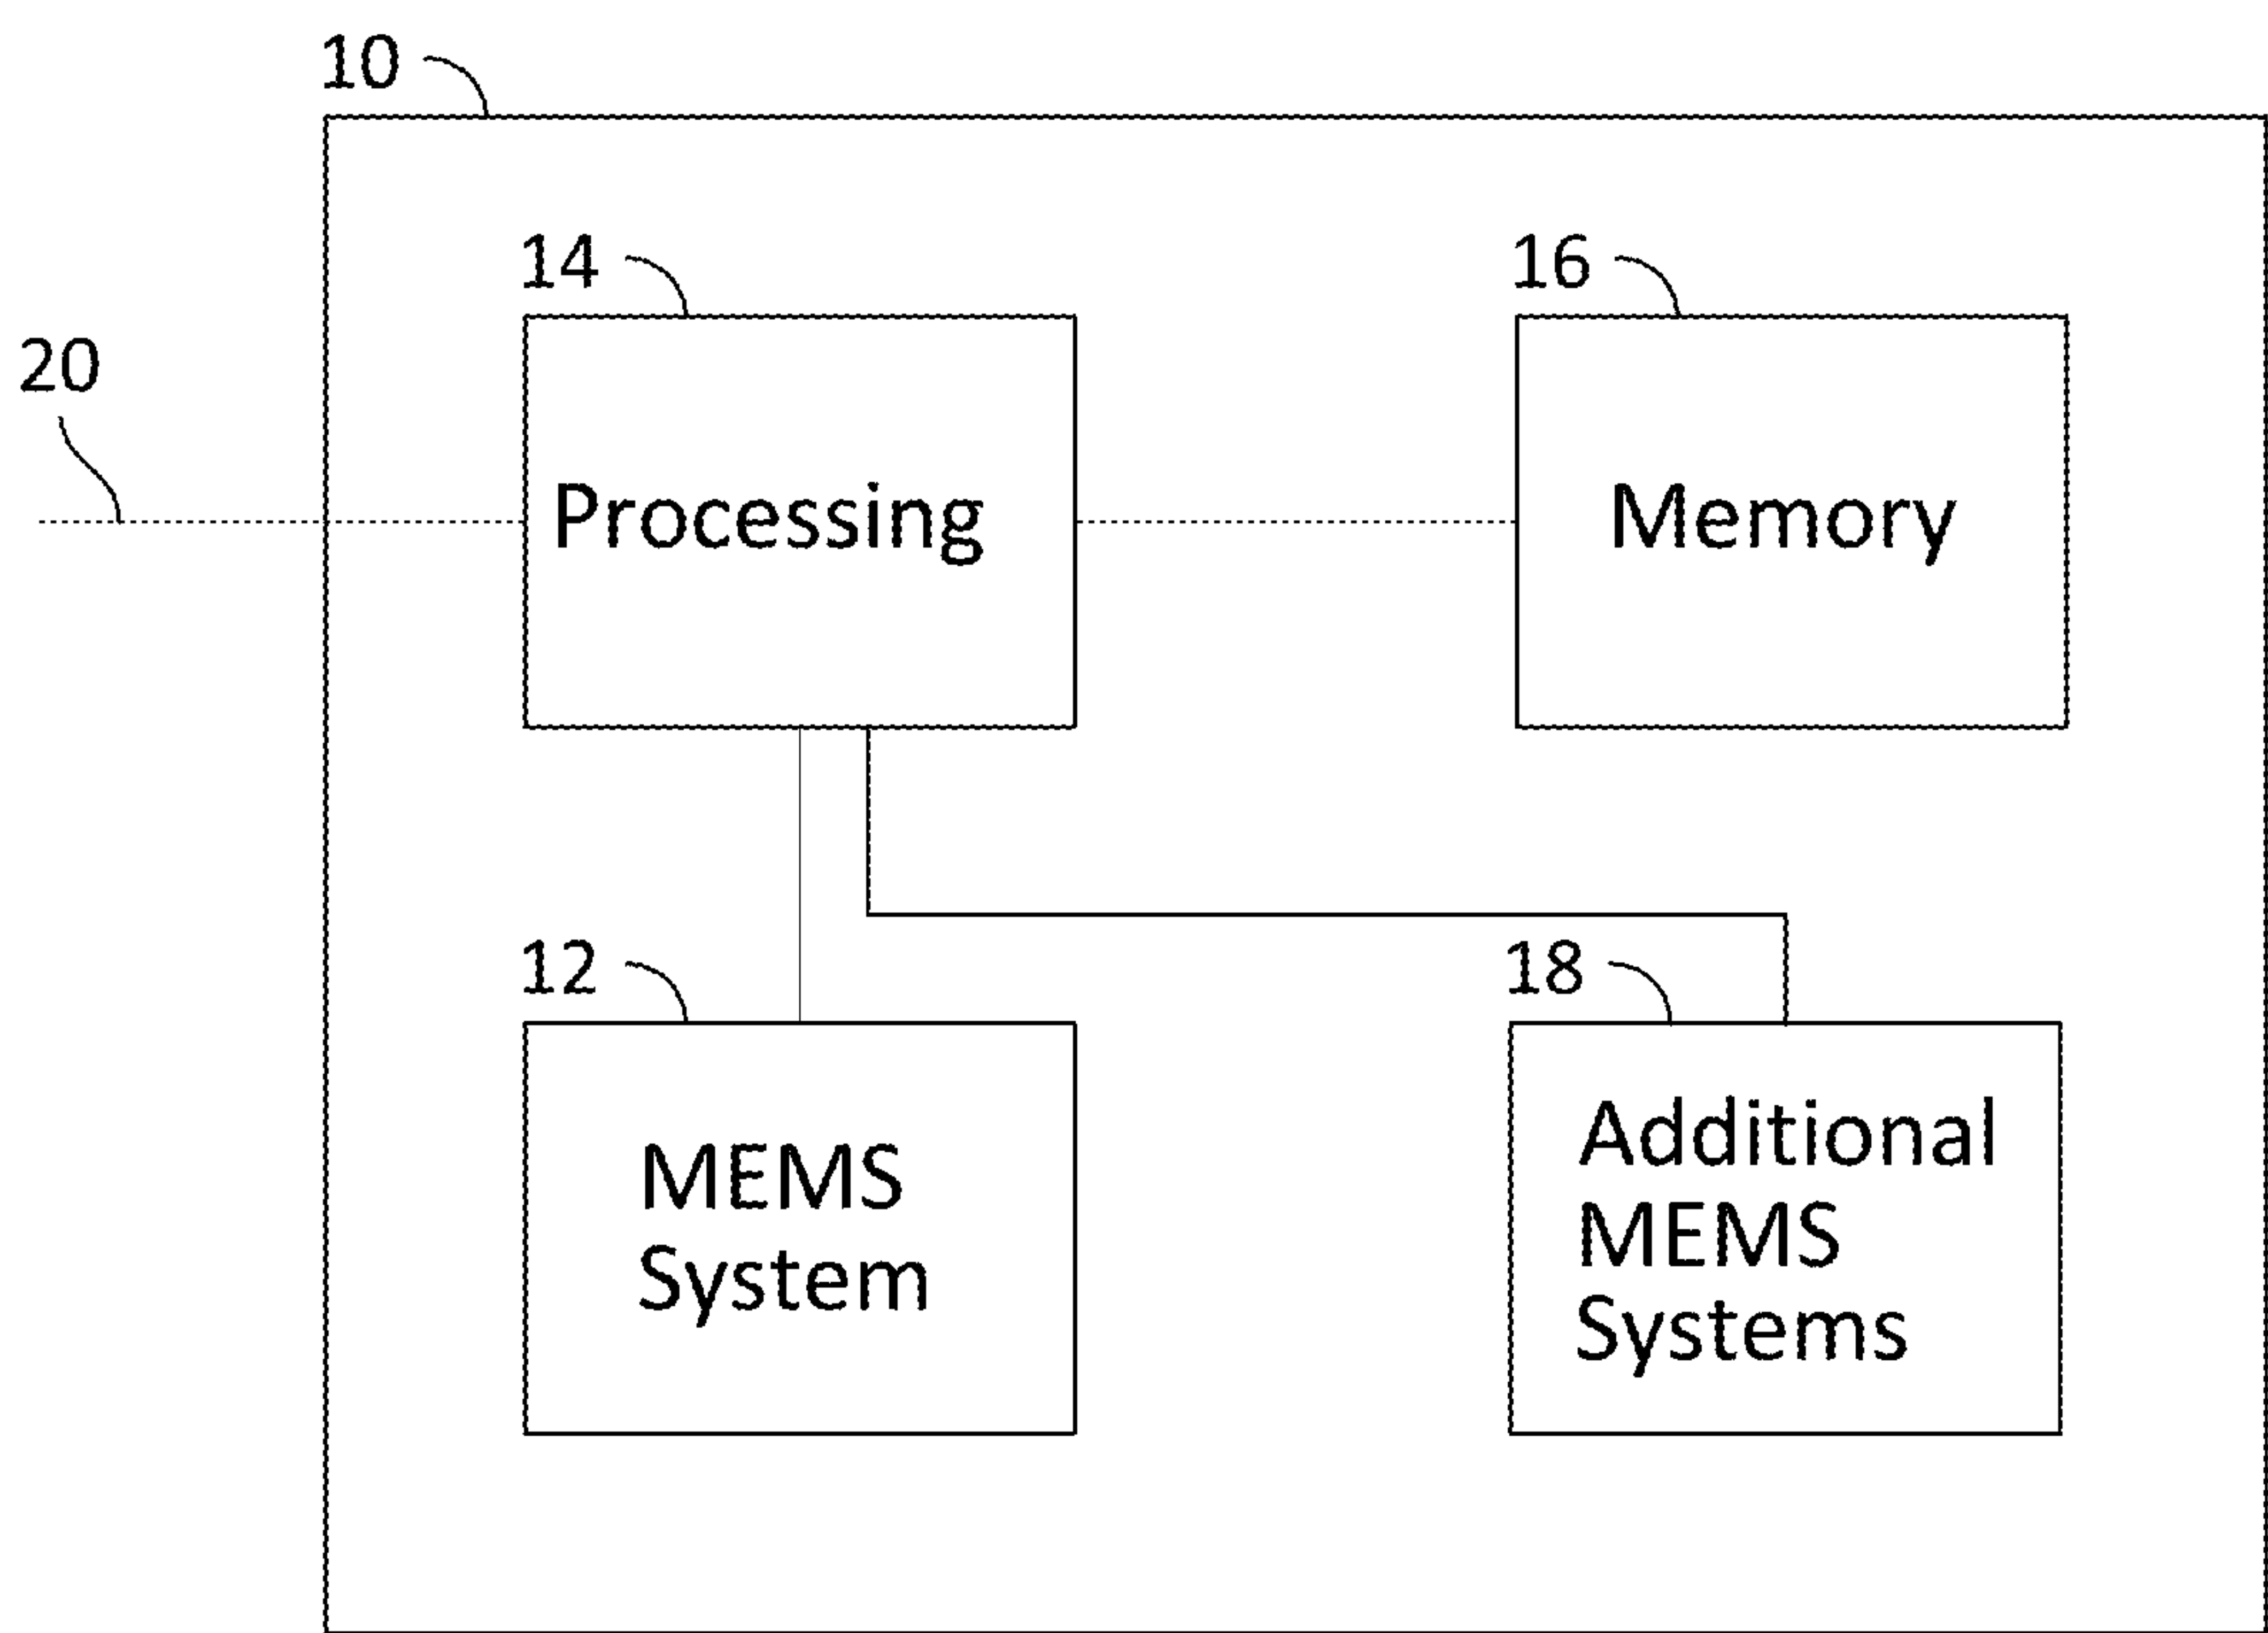 10
14
16
20
Processing
Memory
12
18
MEMS
System
Additional
MEMS
Systems